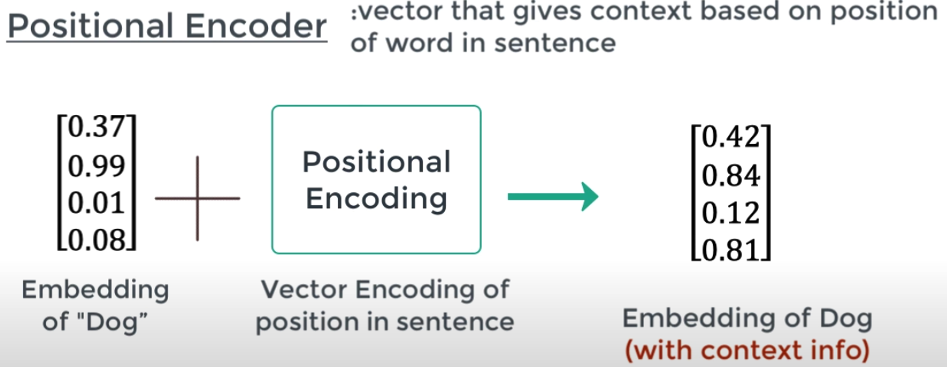 Positional Encoder
:vector that gives context based on position
of word in sentence
[0.37]
0.99
0.01
[0.08]
+
Positional
Encoding
[0.42]
0.84
0.12
[0.81]
Embedding
of "Dog”
Vector Encoding of
position in sentence
Embedding of Dog
(with context info)